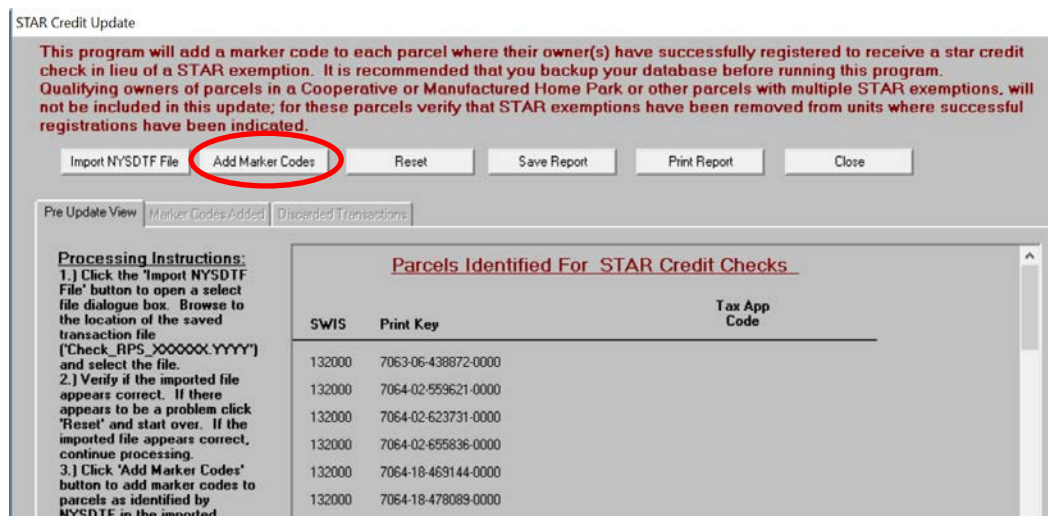 STAR Credit Update
This program will add a marker code to each parcel where their owner(s) have successfully registered to receive a star credit
check in lieu of a STAR exemption. It is recommended that you backup your database before running this program.
Qualifying owners of parcels in a Cooperative or Manufactured Home Park or other parcels with multiple STAR exemptions, will
not be included in this update; for these parcels verify that STAR exemptions have been removed from units where successful
registrations have been indicated.
Import NYSDTF File Add Marker Codes Reset Save Report Print Report Close
Pre Update View Marker Codes Added Discarded Transactions
Processing Instructions:
1.) Click the 'Import NYSDTF
File' button to open a select
file dialogue box. Browse to
the location of the saved
transaction file
('Check_RPS_XXXXXX.YYYY')
and select the file.
2.) Verify if the imported file
appears correct. If there
appears to be a problem click
'Reset' and start over. If the
imported file appears correct,
continue processing.
3.) Click 'Add Marker Codes'
button to add marker codes to
parcels as identified by
NYSDTF in the imported
Parcels Identified For STAR Credit Checks
SWIS Print Key Tax App Code
132000 7063-06-438872-0000
132000 7064-02-559621-0000
132000 7064-02-623731-0000
132000 7064-02-655836-0000
132000 7064-18-469144-0000
132000 7064-18-478089-0000